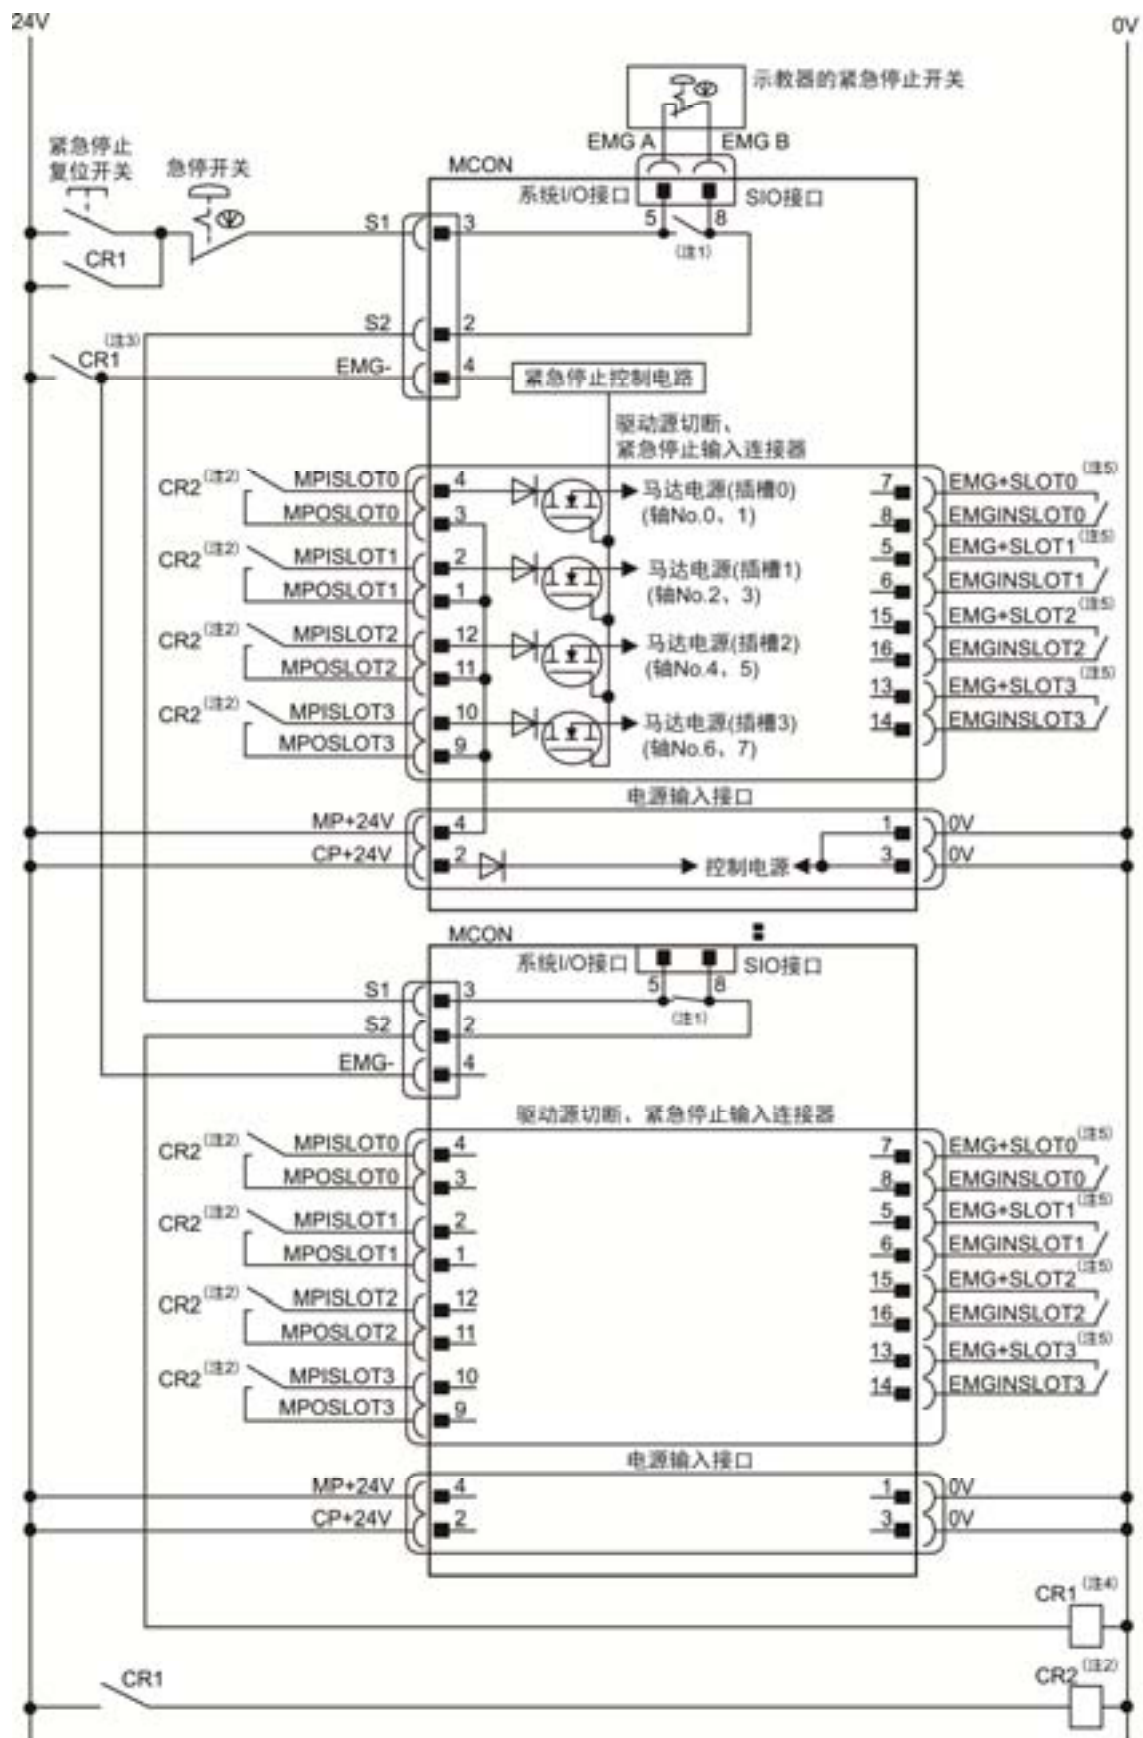 24V
0V
示教器的紧急停止开关
EMG A
EMG B
紧急停止
复位开关
急停开关
MCON
系统I/O接口
SIO接口
S1
3
5
8
(注1)
CR1
S2
2
CR1(注3)
EMG-
4
紧急停止控制电路
驱动源切断、
紧急停止输入连接器
CR2(注2)
MPISLOT0
4
马达电源(插槽0)
(轴No.0、1)
7
EMG+SLOT0(注5)
MPOSLOT0
3
8
EMGINSLOT0
CR2(注2)
MPISLOT1
2
马达电源(插槽1)
(轴No.2、3)
5
EMG+SLOT1(注5)
MPOSLOT1
1
6
EMGINSLOT1
CR2(注2)
MPISLOT2
12
马达电源(插槽2)
(轴No.4、5)
15
EMG+SLOT2(注5)
MPOSLOT2
11
16
EMGINSLOT2
CR2(注2)
MPISLOT3
10
马达电源(插槽3)
(轴No.6、7)
13
EMG+SLOT3(注5)
MPOSLOT3
9
14
EMGINSLOT3
电源输入接口
MP+24V
4
1
0V
CP+24V
2
控制电源
3
0V
MCON
系统I/O接口
SIO接口
S1
3
5
8
(注1)
S2
2
EMG-
4
驱动源切断、紧急停止输入连接器
CR2(注2)
MPISLOT0
4
7
EMG+SLOT0(注5)
MPOSLOT0
3
8
EMGINSLOT0
CR2(注2)
MPISLOT1
2
5
EMG+SLOT1(注5)
MPOSLOT1
1
6
EMGINSLOT1
CR2(注2)
MPISLOT2
12
15
EMG+SLOT2(注5)
MPOSLOT2
11
16
EMGINSLOT2
CR2(注2)
MPISLOT3
10
13
EMG+SLOT3(注5)
MPOSLOT3
9
14
EMGINSLOT3
电源输入接口
MP+24V
4
1
0V
CP+24V
2
3
0V
CR1(注4)
CR1
CR2(注2)